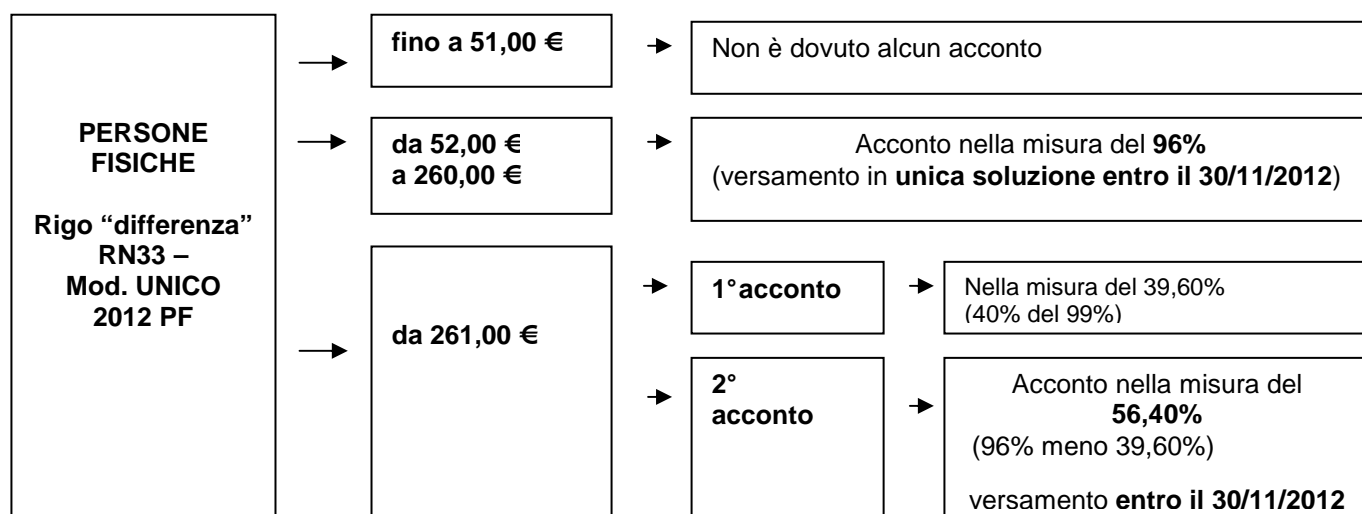 PERSONE
FISICHE
Rigo “differenza”
RN33 –
Mod. UNICO
2012 PF
fino a 51,00 €
Non è dovuto alcun acconto
da 52,00 €
a 260,00 €
Acconto nella misura del 96%
(versamento in unica soluzione entro il 30/11/2012)
da 261,00 €
1°acconto
Nella misura del 39,60%
(40% del 99%)
2°
acconto
Acconto nella misura del
56,40%
(96% meno 39,60%)
versamento entro il 30/11/2012